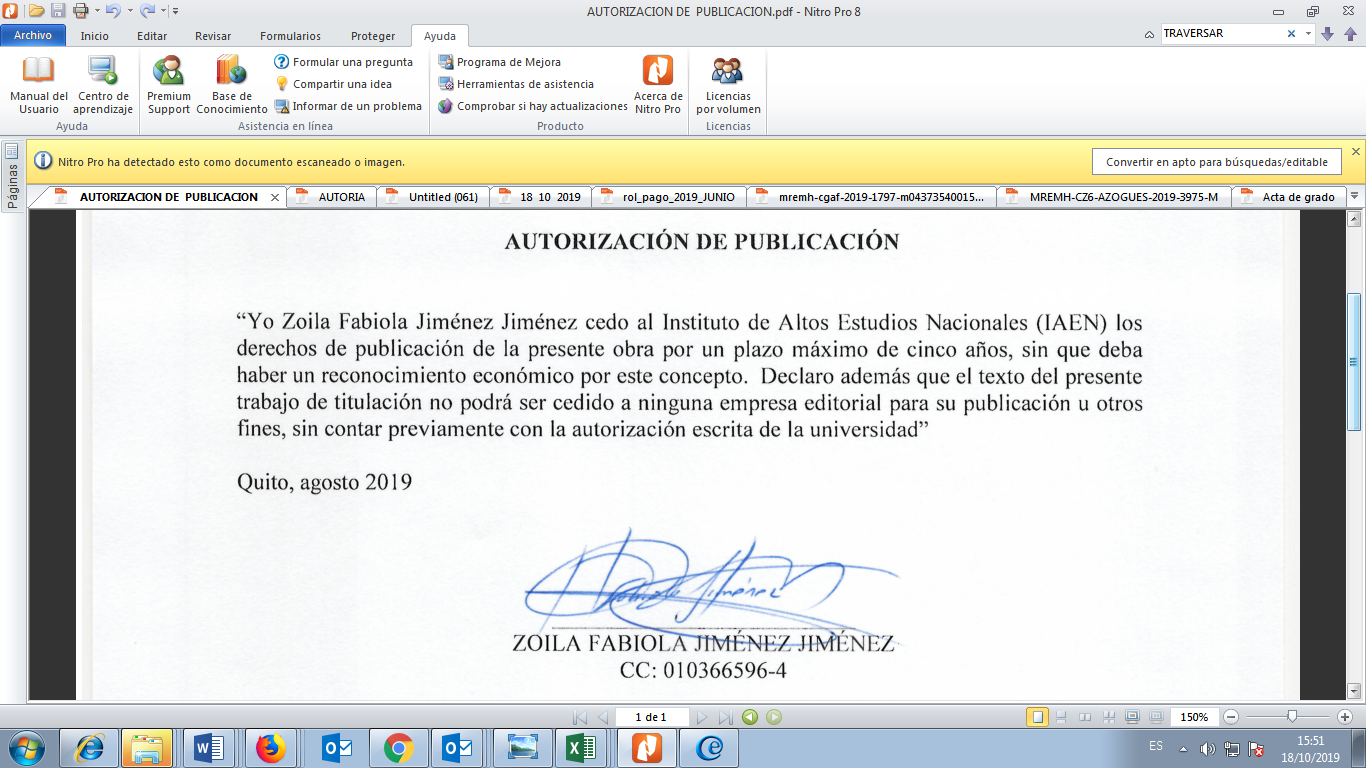 AUTORIZACION DE  PUBLICACION.pdf - Nitro Pro 8
Archivo Inicio Editar Revisar Formularios Proteger Ayuda TRAVERSAR
Manual del Usuario
Centro de aprendizaje
Ayuda
Premium Support
Base de Conocimiento
Formular una pregunta
Compartir una idea
Informar de un problema
Asistencia en línea
Programa de Mejora
Herramientas de asistencia
Comprobar si hay actualizaciones
Acerca de Nitro Pro
Producto
Licencias por volumen
Licencias
Páginas
Nitro Pro ha detectado esto como documento escaneado o imagen.
Convertir en apto para búsquedas/editable
AUTORIZACION DE  PUBLICACION AUTORIA Untitled (061) 18  10  2019 rol_pago_2019_JUNIO mremh-cgaf-2019-1797-m04373540015... MREMH-CZ6-AZOGUES-2019-3975-M Acta de grado
AUTORIZACIÓN DE PUBLICACIÓN
“Yo Zoila Fabiola Jiménez Jiménez cedo al Instituto de Altos Estudios Nacionales (IAEN) los
derechos de publicación de la presente obra por un plazo máximo de cinco años, sin que deba
haber un reconocimiento económico por este concepto.  Declaro además que el texto del presente
trabajo de titulación no podrá ser cedido a ninguna empresa editorial para su publicación u otros
fines, sin contar previamente con la autorización escrita de la universidad”
Quito, agosto 2019
Jiménez
ZOILA FABIOLA JIMÉNEZ JIMÉNEZ
CC: 010366596-4
1 de 1
150%
ES
15:51
18/10/2019